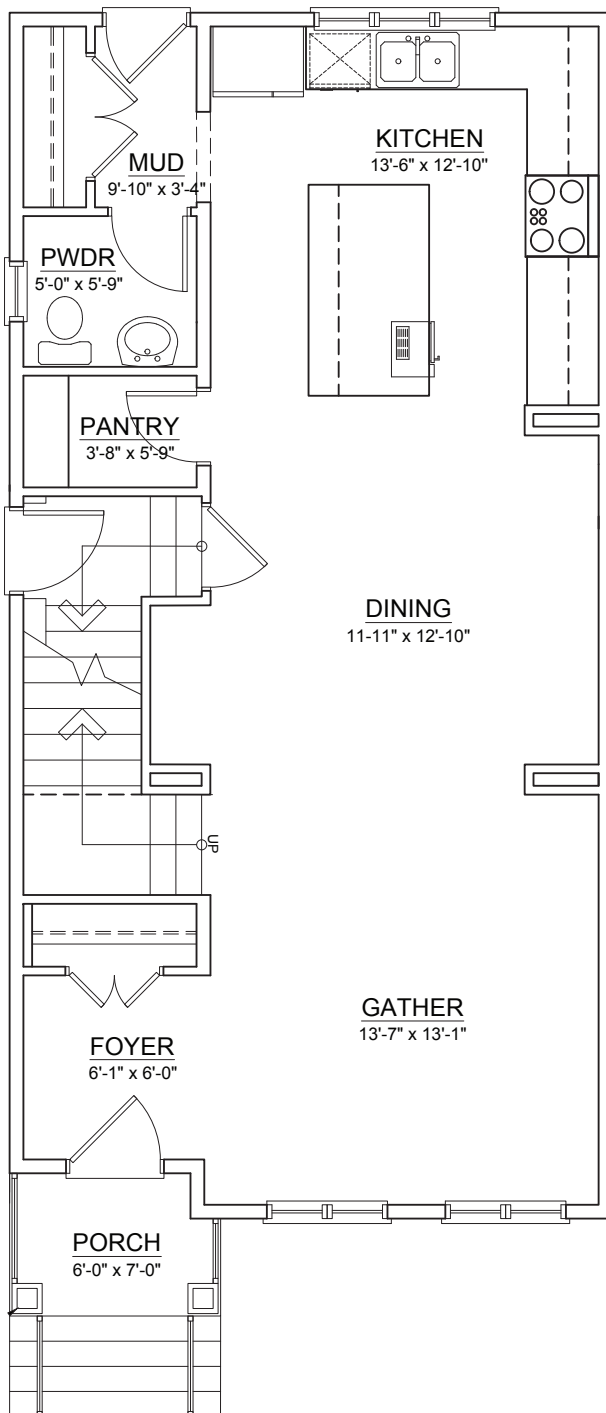 KITCHEN
13'-6" x 12'-10"
MUD
9'-10" x 3'-4"
PWDR
5'-0" x 5'-9"
PANTRY
3'-8" x 5'-9"
DINING
11-11" x 12'-10"
UP
GATHER
13'-7" x 13'-1"
FOYER
6'-1" x 6'-0"
PORCH
6'-0" x 7'-0"